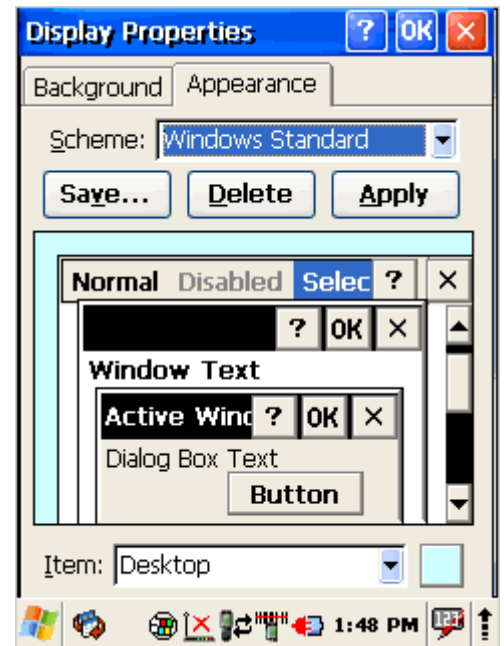 Display Properties ? OK
Background Appearance
Scheme: Windows Standard
Save... Delete Apply
Normal Disabled Selec ?
? OK
Window Text
Active Wind ? OK
Dialog Box Text
Button
Item: Desktop
1:48 PM